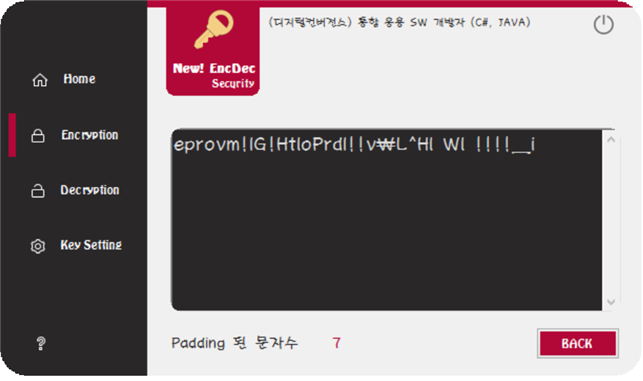 (디지털컨버전스) 통합 응용 SW 개발자 (C#, JAVA)
New! EncDec
Security
Home
Encryption
Decryption
Key Setting
?
eprovm!lG!HtloPrdl!!v₩L^Hl Wl !!!!__i
Padding 된 문자수 7
BACK